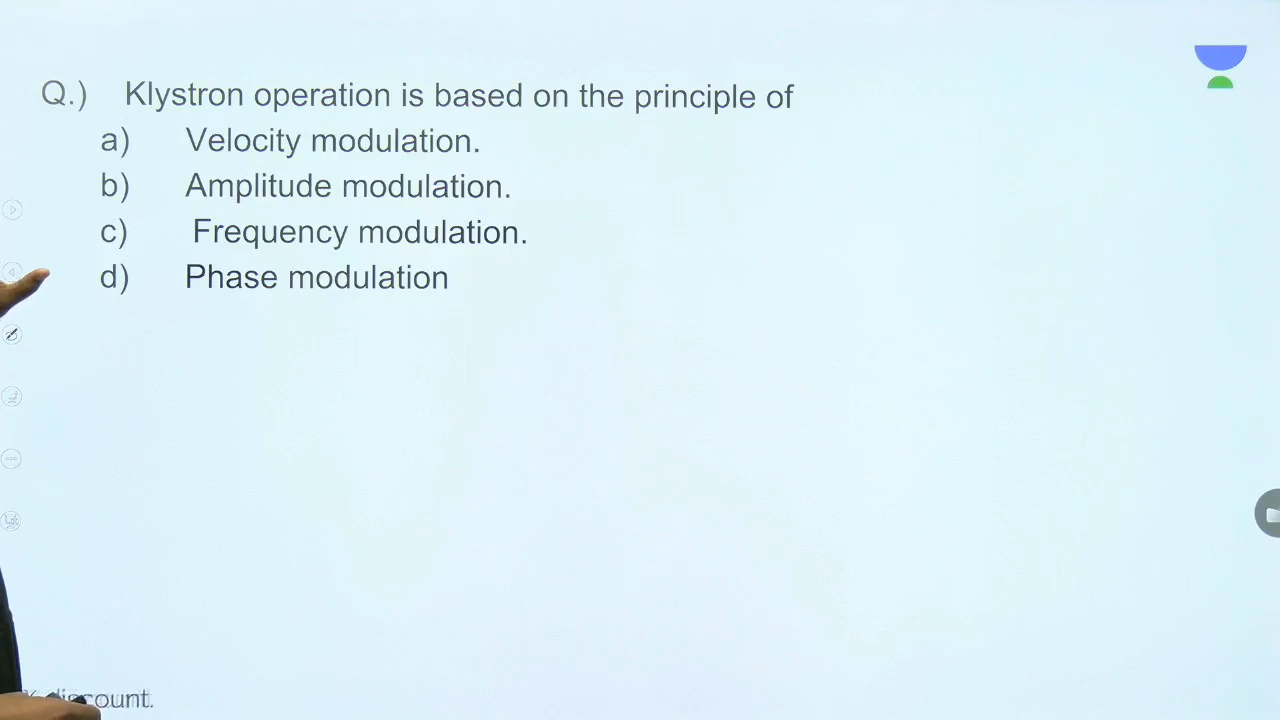 Q.) Klystron operation is based on the principle of
a) Velocity modulation.
b) Amplitude modulation.
c) Frequency modulation.
d) Phase modulation
discount.